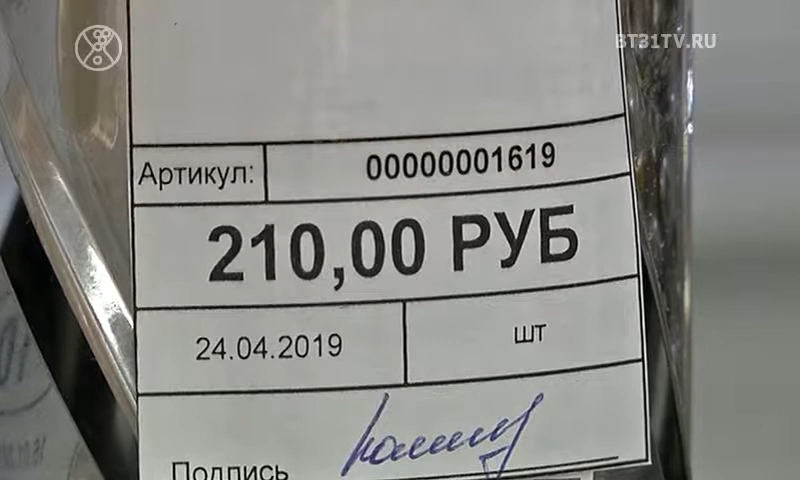 BT31TV.RU
Артикул: 00000001619
210,00 РУБ
24.04.2019 шт
Подпись